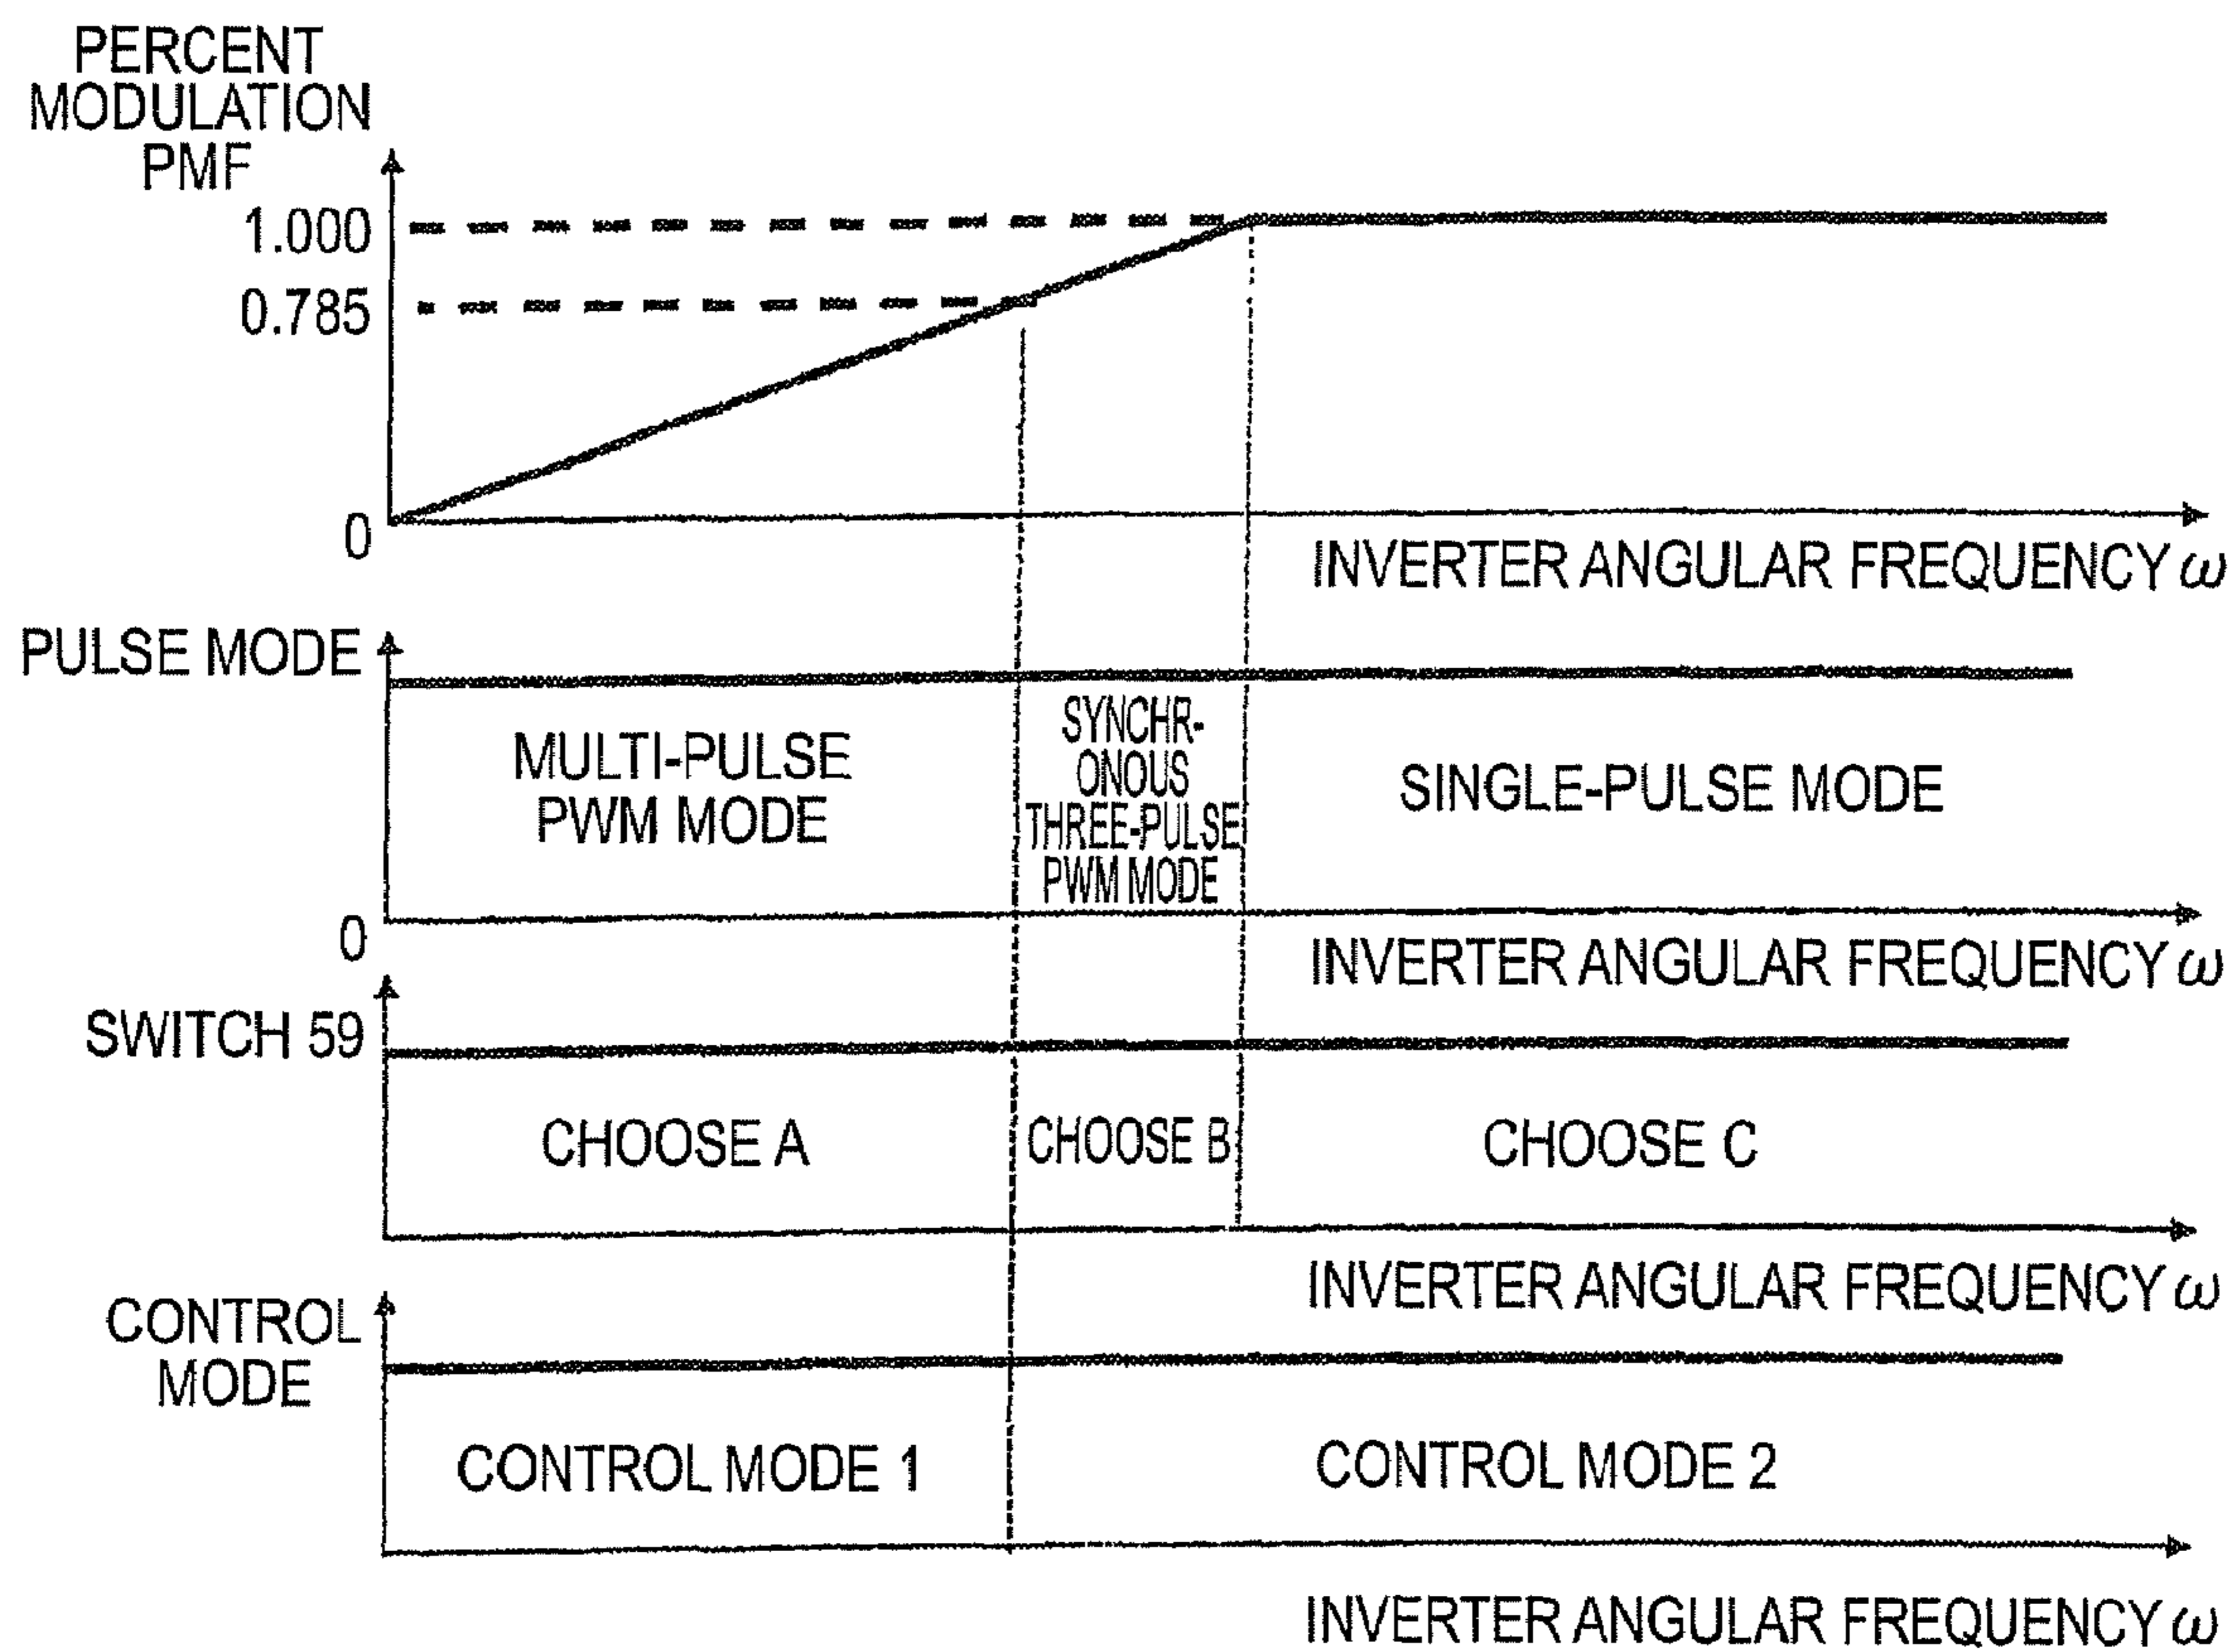 PERCENT
MODULATION
PMF
1.000
0.785
0
INVERTER ANGULAR FREQUENCY ω
PULSE MODE
MULTI-PULSE
PWM MODE
SYNCHR-
ONOUS
THREE-PULSE
PWM MODE
SINGLE-PULSE MODE
0
INVERTER ANGULAR FREQUENCY ω
SWITCH 59
CHOOSE A
CHOOSE B
CHOOSE C
INVERTER ANGULAR FREQUENCY ω
CONTROL
MODE
CONTROL MODE 1
CONTROL MODE 2
INVERTER ANGULAR FREQUENCY ω